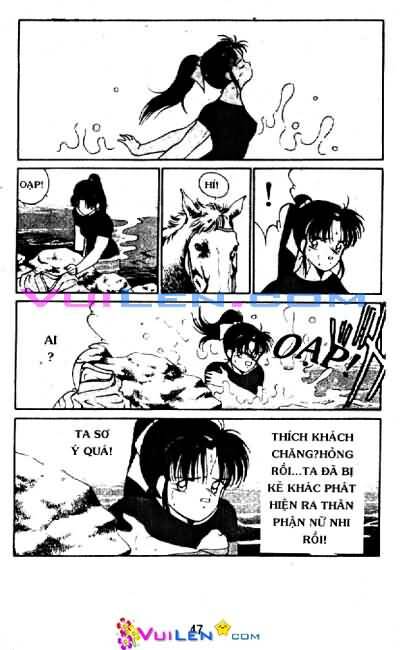 OẠP!
HÍ!
!
VUILEN.COM
AI
?
OẠP!
TA SƠ
Ý QUÁ!
THÍCH KHÁCH
CHĂNG?HỎNG
RỒI...TA ĐÃ BỊ
KẺ KHÁC PHÁT
HIỆN RA THÂN
PHẬN NỮ NHI
RỒI!
47
VUILEN.COM